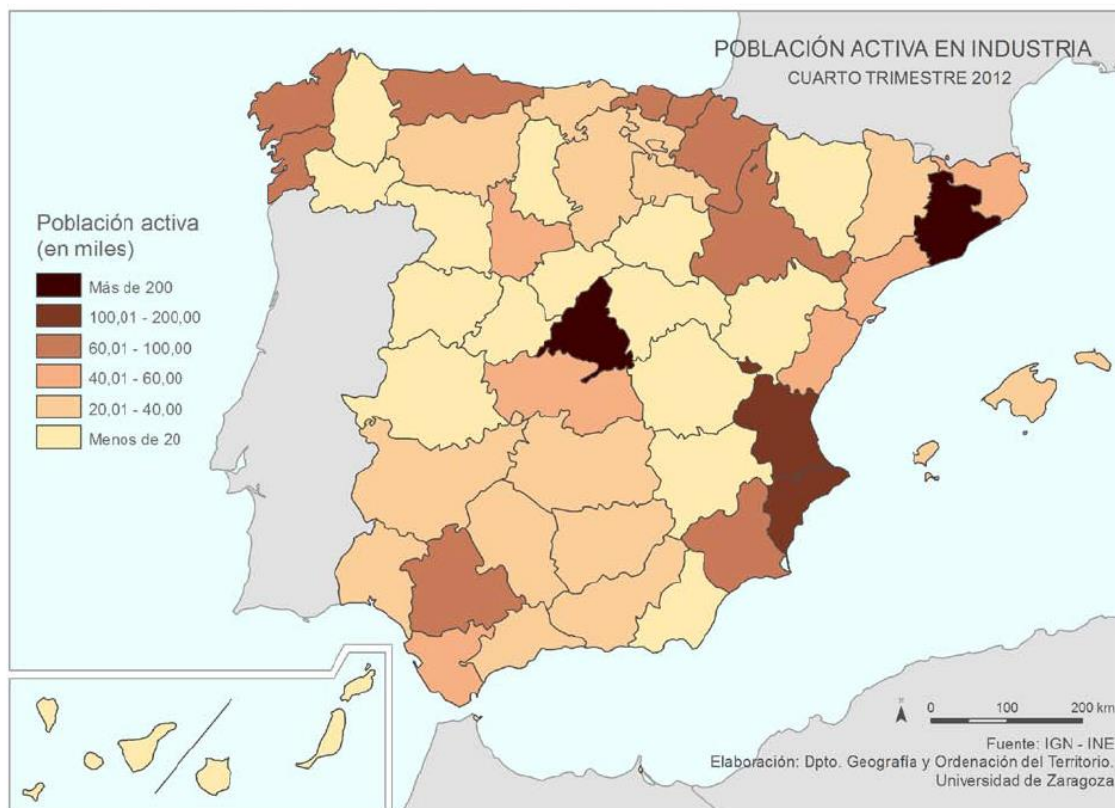 POBLACIÓN ACTIVA EN INDUSTRIA
CUARTO TRIMESTRE 2012
Población activa
(en miles)
Más de 200
100,01 - 200,00
60,01 - 100,00
40,01 - 60,00
20,01 - 40,00
Menos de 20
0 100 200 km
Fuente: IGN - INE
Elaboración: Dpto. Geografía y Ordenación del Territorio.
Universidad de Zaragoza